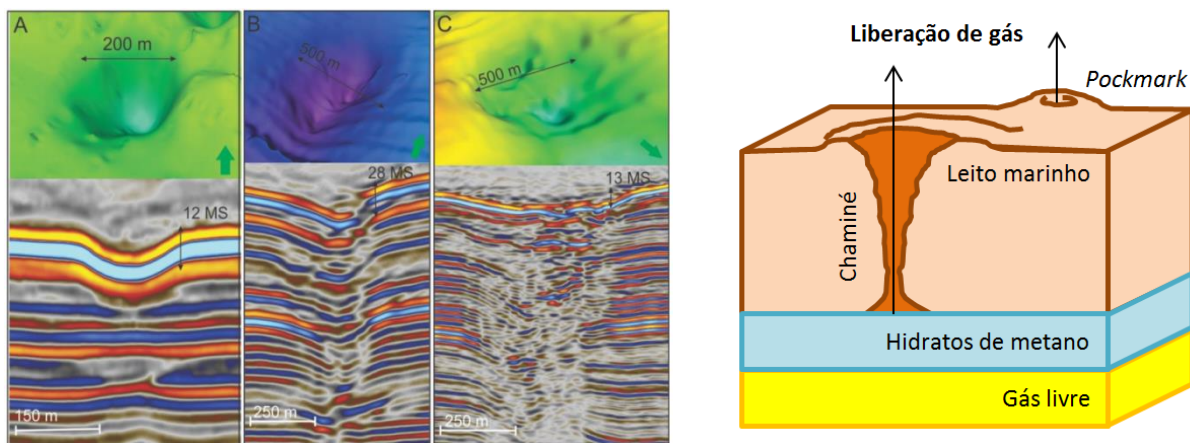 A
200 m
12 MS
150 m
B
500 m
28 MS
250 m
C
500 m
13 MS
250 m
Liberação de gás
Pockmark
Leito marinho
Chaminé
Hidratos de metano
Gás livre